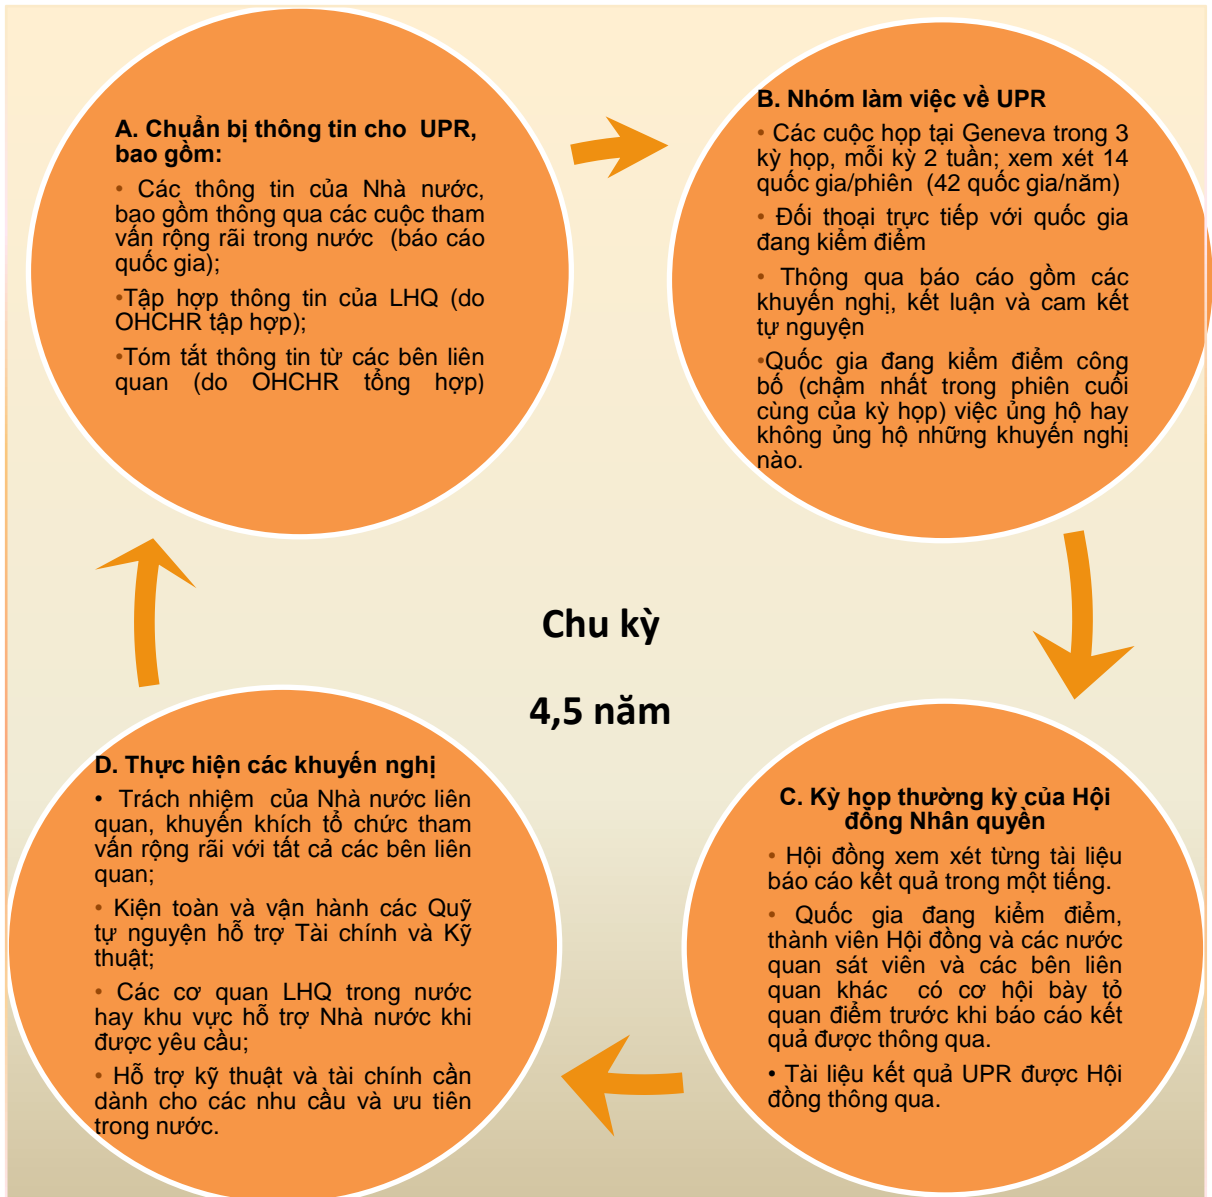 A. Chuẩn bị thông tin cho UPR,
bao gồm:
• Các thông tin của Nhà nước,
bao gồm thông qua các cuộc tham
vấn rộng rãi trong nước (báo cáo
quốc gia);
•Tập hợp thông tin của LHQ (do
OHCHR tập hợp);
•Tóm tắt thông tin từ các bên liên
quan (do OHCHR tổng hợp)
B. Nhóm làm việc về UPR
• Các cuộc họp tại Geneva trong 3
kỳ họp, mỗi kỳ 2 tuần; xem xét 14
quốc gia/phiên (42 quốc gia/năm)
• Đối thoại trực tiếp với quốc gia
đang kiểm điểm
• Thông qua báo cáo gồm các
khuyến nghị, kết luận và cam kết
tự nguyện
•Quốc gia đang kiểm điểm công
bố (chậm nhất trong phiên cuối
cùng của kỳ họp) việc ủng hộ hay
không ủng hộ những khuyến nghị
nào.
Chu kỳ
4,5 năm
C. Kỳ họp thường kỳ của Hội
đồng Nhân quyền
• Hội đồng xem xét từng tài liệu
báo cáo kết quả trong một tiếng.
• Quốc gia đang kiểm điểm,
thành viên Hội đồng và các nước
quan sát viên và các bên liên
quan khác có cơ hội bày tỏ
quan điểm trước khi báo cáo kết
quả được thông qua.
• Tài liệu kết quả UPR được Hội
đồng thông qua.
D. Thực hiện các khuyến nghị
• Trách nhiệm của Nhà nước liên
quan, khuyến khích tổ chức tham
vấn rộng rãi với tất cả các bên liên
quan;
• Kiện toàn và vận hành các Quỹ
tự nguyện hỗ trợ Tài chính và Kỹ
thuật;
• Các cơ quan LHQ trong nước
hay khu vực hỗ trợ Nhà nước khi
được yêu cầu;
• Hỗ trợ kỹ thuật và tài chính cần
dành cho các nhu cầu và ưu tiên
trong nước.